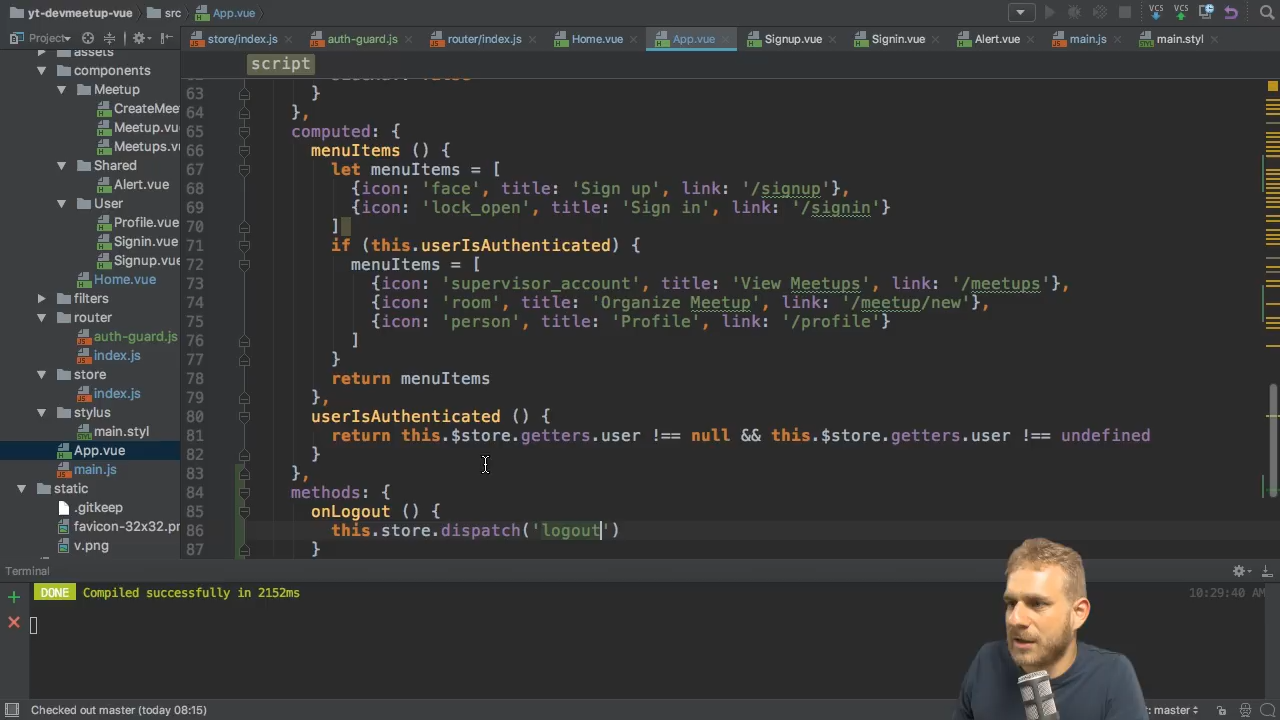 yt-devmeetup-vue src App.vue
Project store/index.js auth-guard.js router/index.js Home.vue App.vue Signup.vue Signin.vue Alert.vue main.js main.styl
assets
components
Meetup
CreateMee
Meetup.vu
Meetups.v
Shared
Alert.vue
User
Profile.vue
Signin.vue
Signup.vue
Home.vue
filters
router
auth-guard.js
index.js
store
index.js
stylus
main.styl
App.vue
main.js
static
.gitkeep
favicon-32x32.pr
v.png
script
63 }
64 },
65 computed: {
66 menuItems () {
67 let menuItems = [
68 {icon: 'face', title: 'Sign up', link: '/signup'},
69 {icon: 'lock_open', title: 'Sign in', link: '/signin'}
70 ]
71 if (this.userIsAuthenticated) {
72 menuItems = [
73 {icon: 'supervisor_account', title: 'View Meetups', link: '/meetups'},
74 {icon: 'room', title: 'Organize Meetup', link: '/meetup/new'},
75 {icon: 'person', title: 'Profile', link: '/profile'}
76 ]
77 }
78 return menuItems
79 },
80 userIsAuthenticated () {
81 return this.$store.getters.user !== null && this.$store.getters.user !== undefined
82 }
83 },
84 methods: {
85 onLogout () {
86 this.store.dispatch('logout')
87 }
Terminal
DONE Compiled successfully in 2152ms 10:29:40 AM
Checked out master (today 08:15) : master